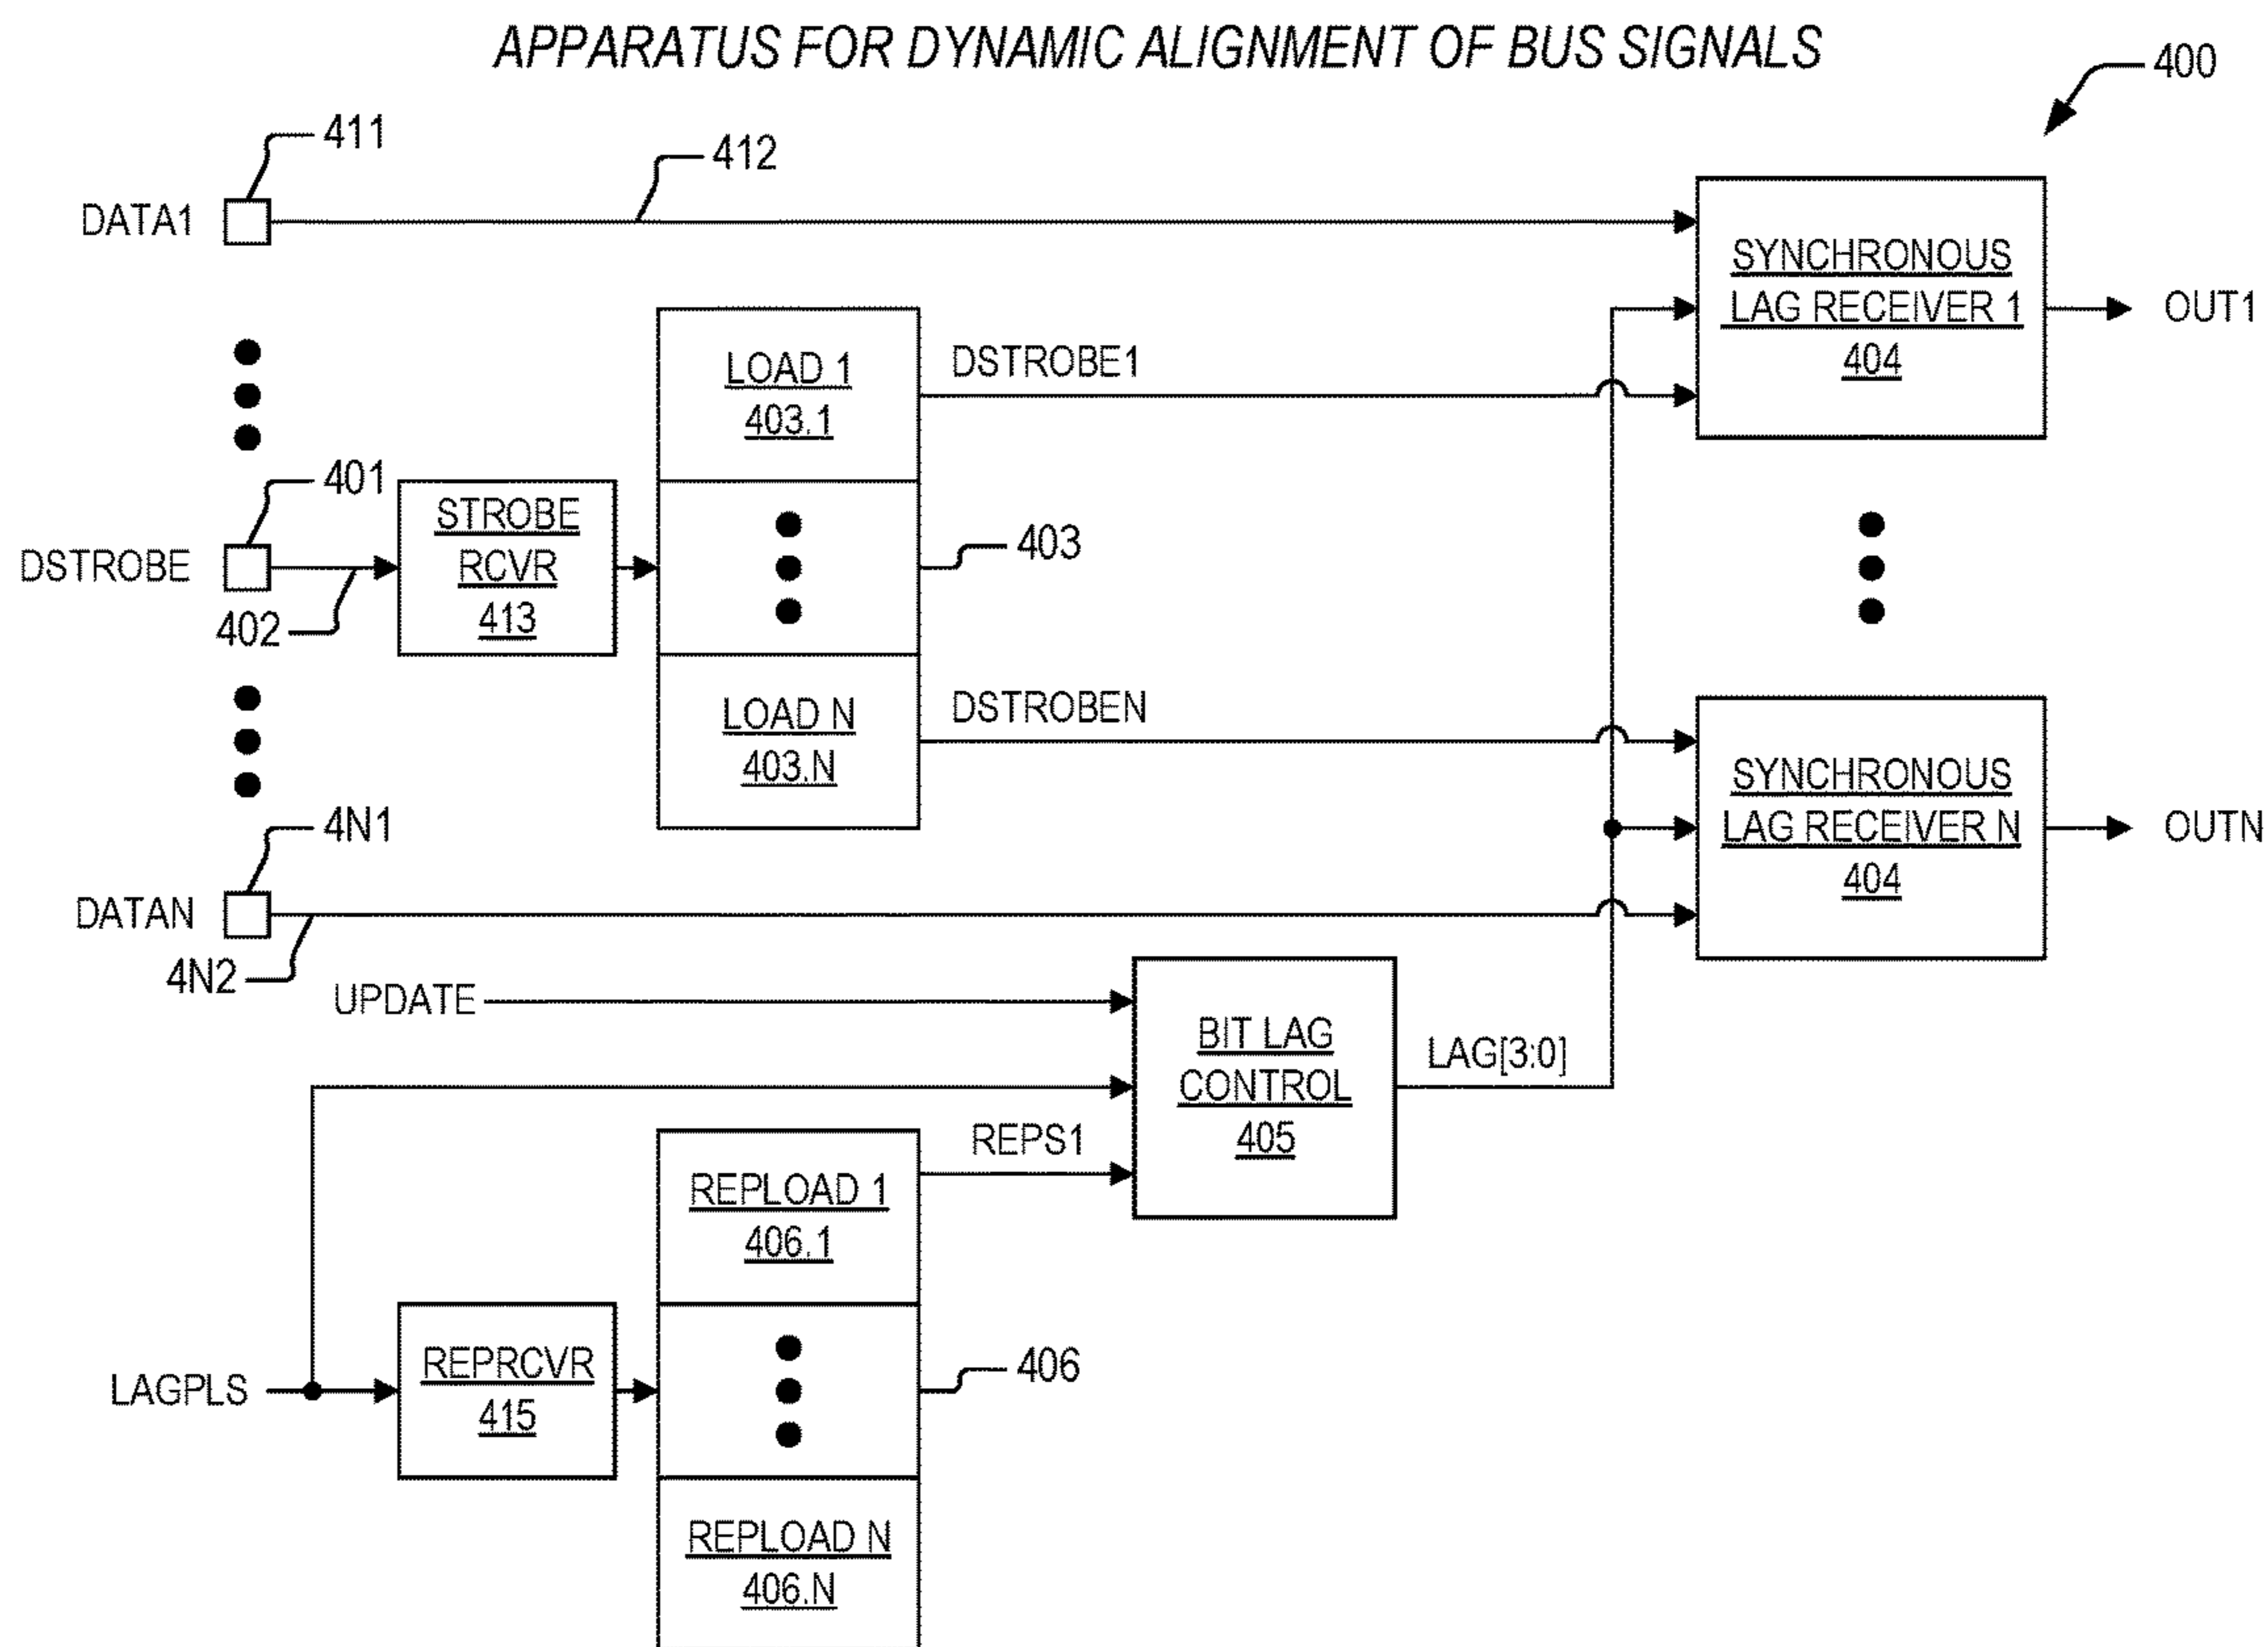 APPARATUS FOR DYNAMIC ALIGNMENT OF BUS SIGNALS
400
411
412
DATA1
SYNCHRONOUS
LAG RECEIVER 1
404
OUT1
LOAD 1
403.1
DSTROBE1
401
STROBE
RCVR
413
DSTROBE
402
403
LOAD N
403.N
DSTROBEN
SYNCHRONOUS
LAG RECEIVER N
404
OUTN
4N1
DATAN
4N2
UPDATE
BIT LAG
CONTROL
405
LAG[3:0]
REPS1
REPLOAD 1
406.1
LAGPLS
REPRCVR
415
406
REPLOAD N
406.N